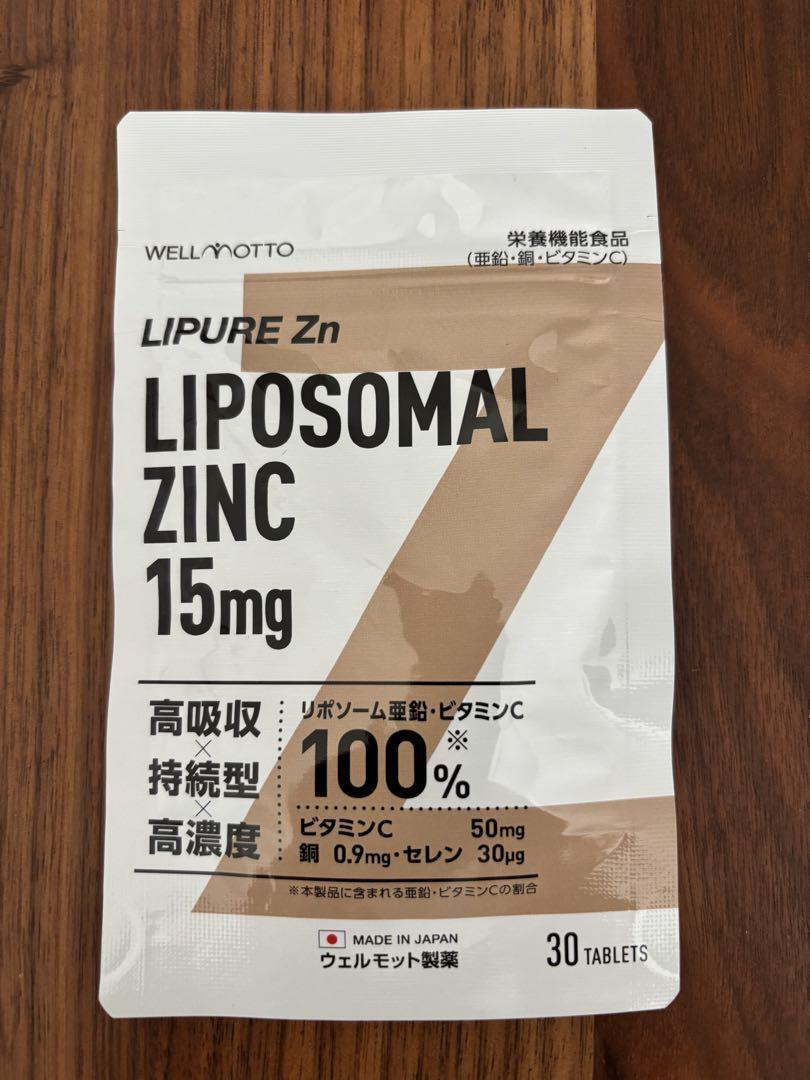 WELLMOTTO
栄養機能食品
(亜鉛・銅・ビタミンC)
LIPURE Zn
LIPOSOMAL
ZINC
15mg
高吸収
×
持続型
×
高濃度
リポソーム亜鉛・ビタミンC
100%※
ビタミンC 50mg
銅 0.9mg・セレン 30μg
※本製品に含まれる亜鉛・ビタミンCの割合
MADE IN JAPAN
ウェルモット製薬
30 TABLETS